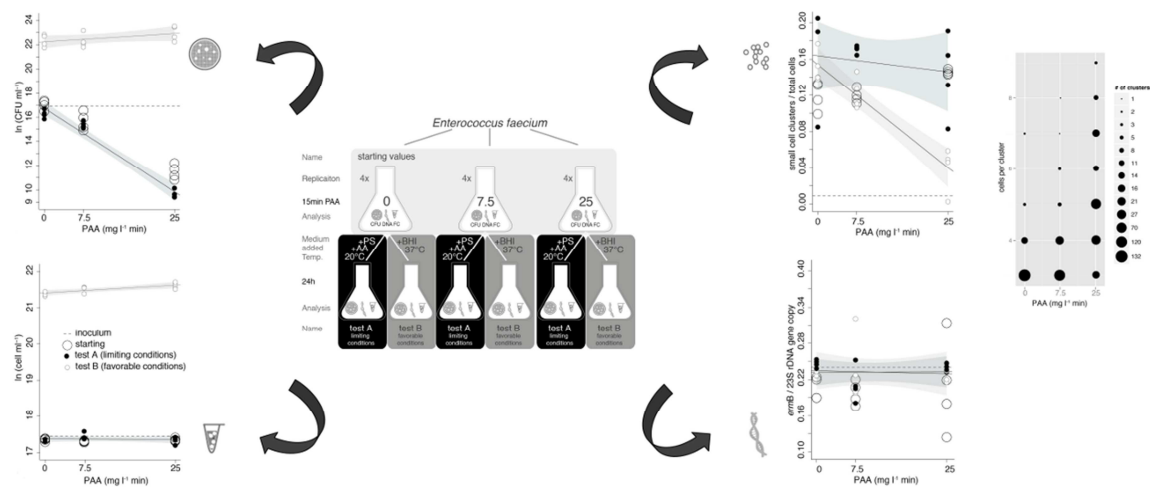 ln (CFU ml⁻¹)
24
22
20
18
16
14
12
10
9
0
7.5
25
PAA (mg l⁻¹ min)
ln (cell ml⁻¹)
22
21
20
19
18
17
inoculum
starting
test A (limiting conditions)
test B (favorable conditions)
0
7.5
25
PAA (mg l⁻¹ min)
Enterococcus faecium
Name
starting values
Replicaiton
4x
4x
4x
15min PAA
0
7.5
25
Analysis
CFU DNA FC
CFU DNA FC
CFU DNA FC
Medium
added
Temp.
+PS
+AA
20°C
+BHI
37°C
+PS
+AA
20°C
+BHI
37°C
+PS
+AA
20°C
+BHI
37°C
24h
Analysis
Name
test A
limiting
conditions
test B
favorable
conditions
test A
limiting
conditions
test B
favorable
conditions
test A
limiting
conditions
test B
favorable
conditions
small cell clusters / total cells
0.20
0.16
0.12
0.08
0.04
0.00
0
7.5
25
PAA (mg l⁻¹ min)
ermB / 23S rDNA gene copy
0.40
0.34
0.28
0.22
0.16
0.10
0
7.5
25
PAA (mg l⁻¹ min)
cells per cluster
0
7.5
25
PAA (mg l⁻¹ min)
# of clusters
1
2
3
5
8
11
14
16
21
27
70
120
132